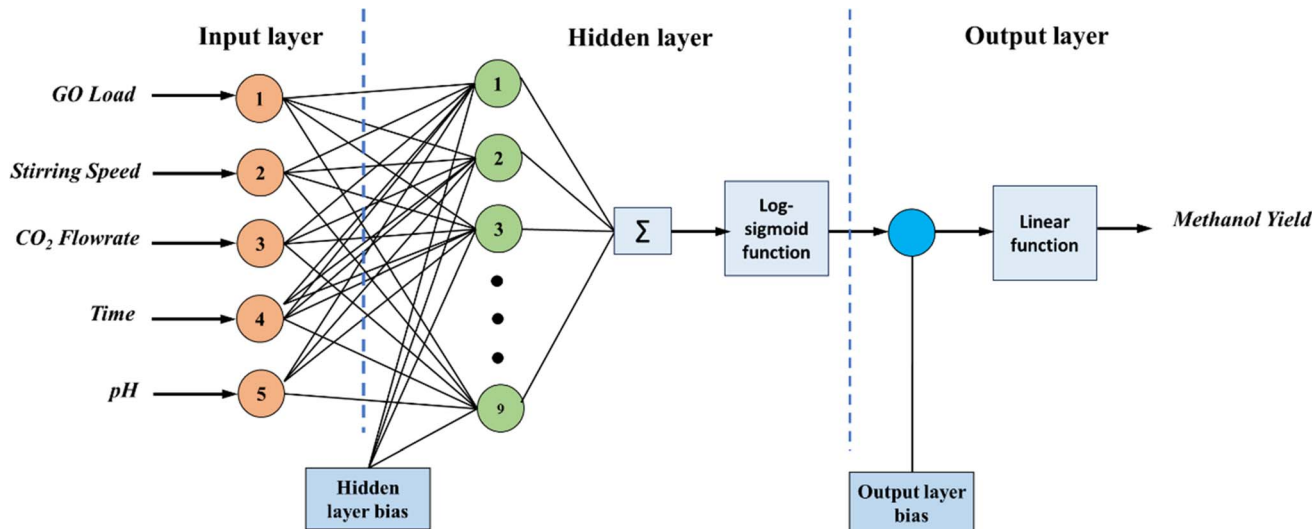 Input layer
Hidden layer
Output layer
GO Load
Stirring Speed
CO₂ Flowrate
Time
pH
1
2
3
4
5
1
2
3
9
Σ
Log-
sigmoid
function
Linear
function
Methanol Yield
Hidden
layer bias
Output layer
bias